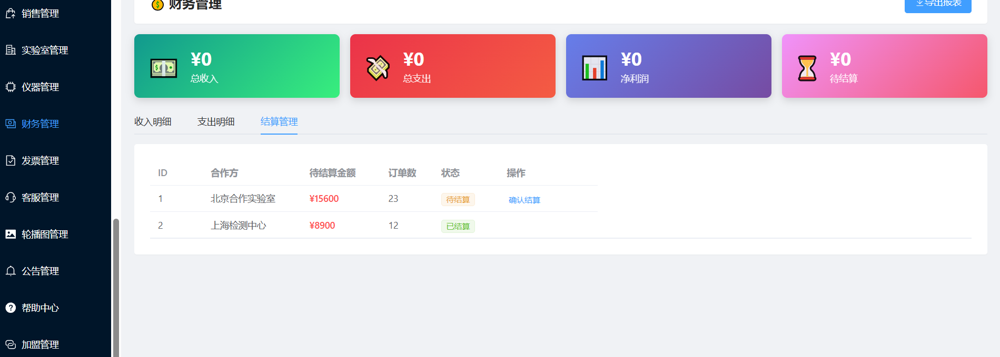 销售管理
实验室管理
仪器管理
财务管理
发票管理
客服管理
轮播图管理
公告管理
帮助中心
加盟管理
财务管理
导出报表
¥0
总收入
¥0
总支出
¥0
净利润
¥0
待结算
收入明细 支出明细 结算管理
ID 合作方 待结算金额 订单数 状态 操作
1 北京合作实验室 ¥15600 23 待结算 确认结算
2 上海检测中心 ¥8900 12 已结算